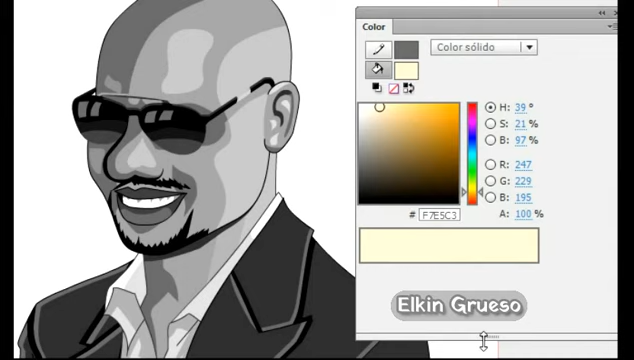 Color
Color sólido
H: 39 °
S: 21 %
B: 97 %
R: 247
G: 229
B: 195
# F7E5C3 A: 100 %
Elkin Grueso